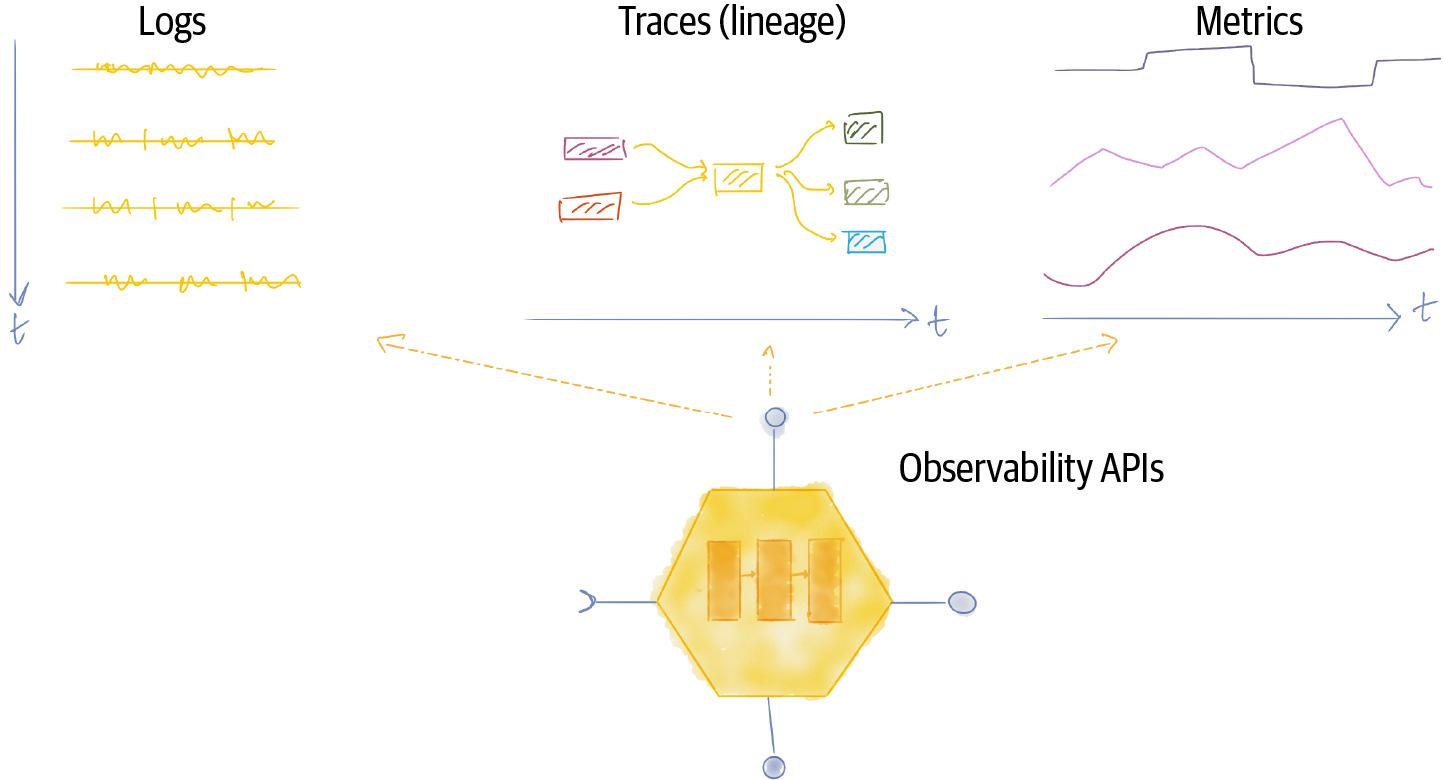 Logs
Traces (lineage)
Metrics
t
t
t
Observability APIs